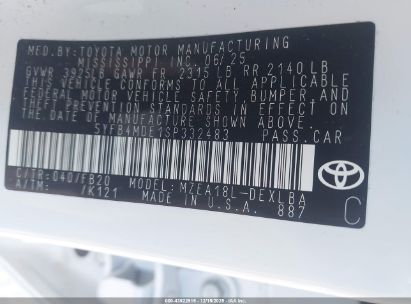 MFD. BY: TOYOTA MOTOR MANUFACTURING
MISSISSIPPI, INC. 06/25
GVWR 3925LB GAWR FR 2315 LB RR 2140LB
THIS VEHICLE CONFORMS TO ALL APPLICABLE
FEDERAL MOTOR VEHICLE SAFETY, BUMPER, AND
THEFT PREVENTION STANDARDS IN EFFECT ON
THE DATE OF MANUFACTURE SHOWN ABOVE.
5YFB4MDE1SP332483 PASS.CAR
C/TR:040/FB20 MODEL: MZEA18L-DEXLBA
A/TM: /K121 MADE IN U.S.A. 887
TOYOTA
C